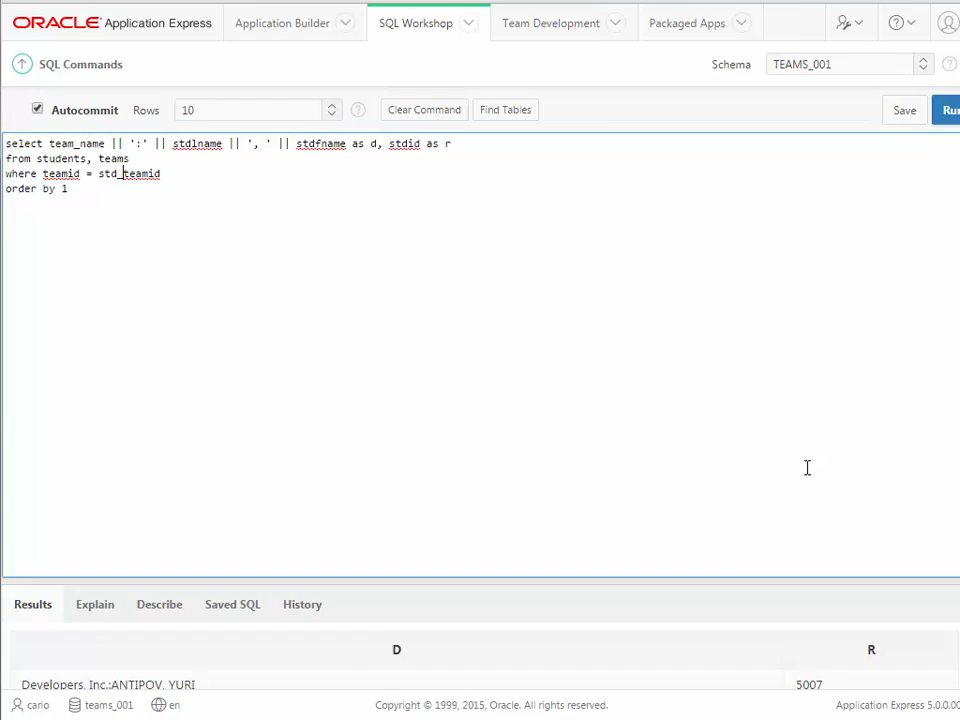 ORACLE Application Express Application Builder SQL Workshop Team Development Packaged Apps
SQL Commands Schema TEAMS_001
Autocommit Rows 10 Clear Command Find Tables Save Run
select team_name || ':' || stdlname || ', ' || stdfname as d, stdid as r
from students, teams
where teamid = std_teamid
order by 1
Results Explain Describe Saved SQL History
D R
Developers, Inc.:ANTIPOV, YURI 5007
cario teams_001 en Copyright © 1999, 2015, Oracle. All rights reserved. Application Express 5.0.0.00